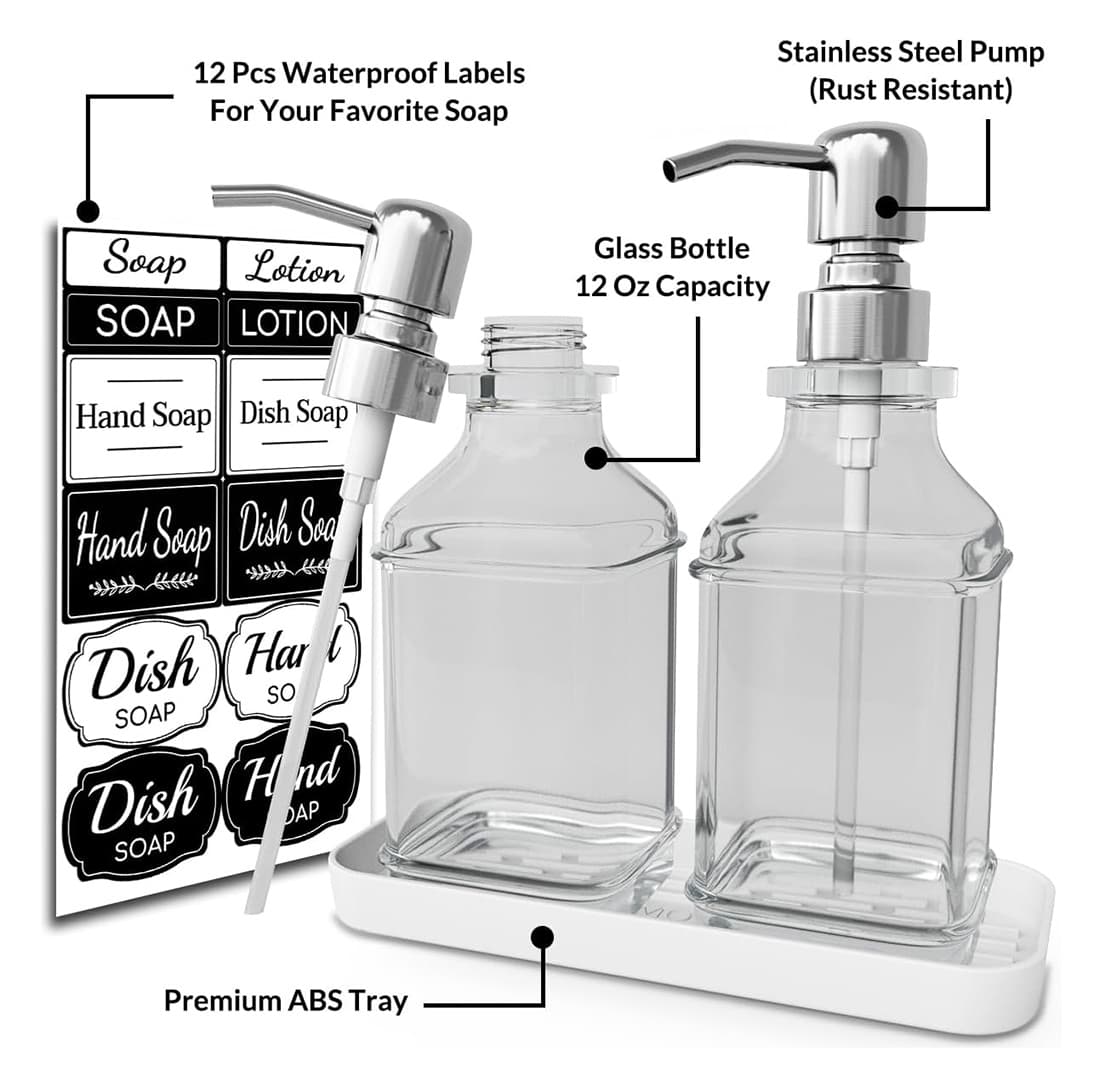 12 Pcs Waterproof Labels
For Your Favorite Soap
Stainless Steel Pump
(Rust Resistant)
Glass Bottle
12 Oz Capacity
Soap
Lotion
SOAP
LOTION
Hand Soap
Dish Soap
Hand Soap
Dish
Dish
SOAP
Dish
SOAP
Premium ABS Tray